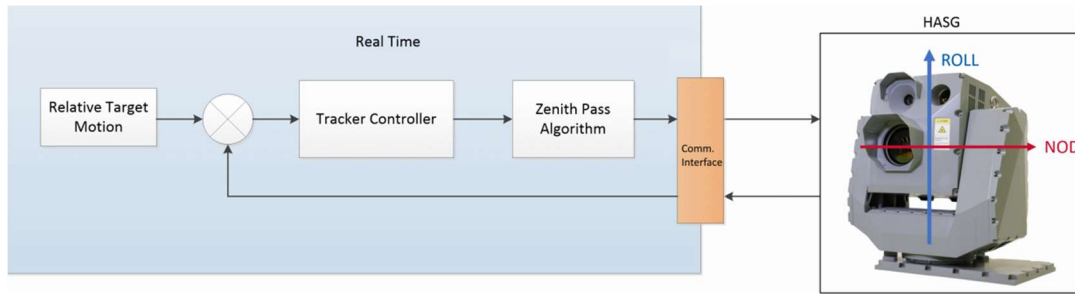 HASG
Real Time
Relative Target
Motion
Tracker Controller
Zenith Pass
Algorithm
Comm.
Interface
ROLL
NOD